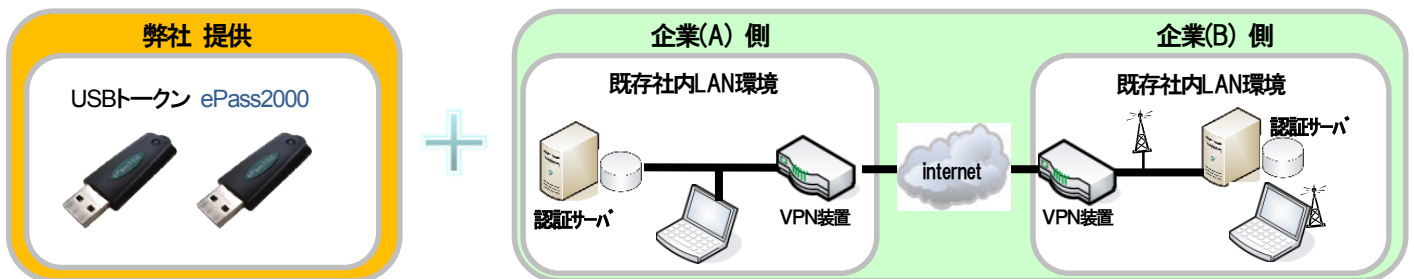 弊社 提供
USBトークン ePass2000
企業(A) 側
既存社内LAN環境
認証サーバ
VPN装置
internet
企業(B) 側
既存社内LAN環境
認証サーバ
VPN装置